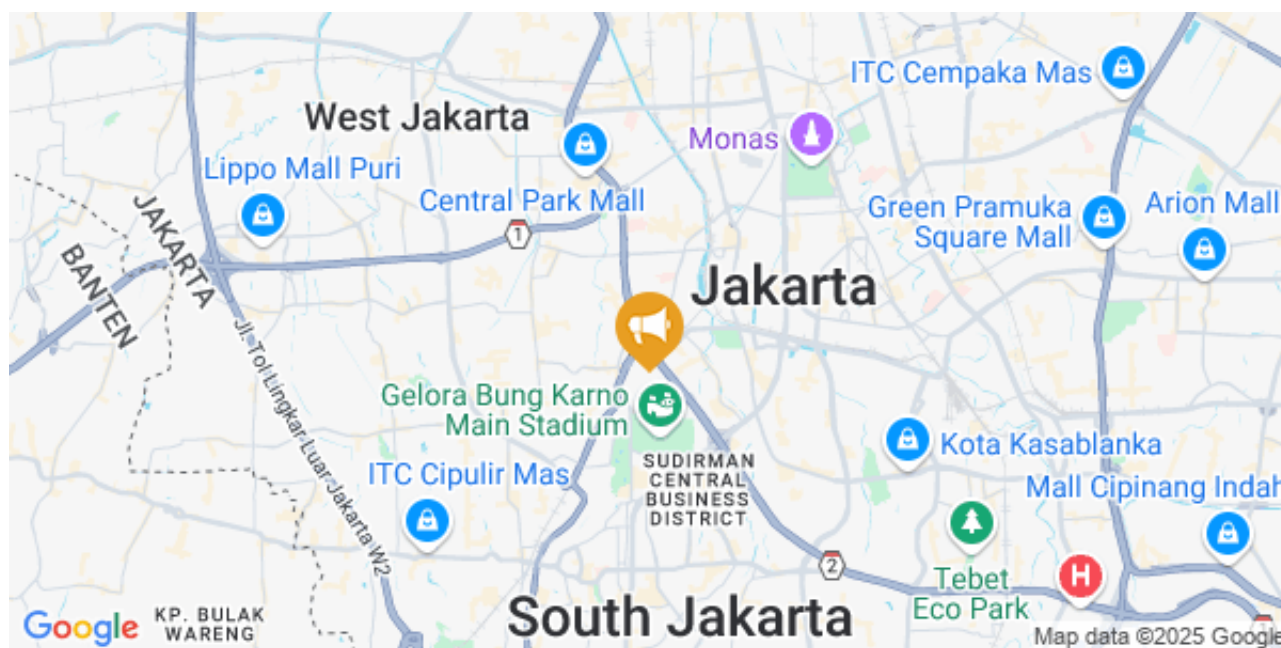 ITC Cempaka Mas
West Jakarta
Monas
Lippo Mall Puri
Central Park Mall
Green Pramuka
Square Mall
Arion Mall
1
JAKARTA
BANTEN
Jakarta
Jl. Tol Lingkar Luar Jakarta W2
Gelora Bung Karno
Main Stadium
Kota Kasablanka
SUDIRMAN
CENTRAL
BUSINESS
DISTRICT
ITC Cipulir Mas
Mall Cipinang Indah
2
H
Tebet
Eco Park
South Jakarta
KP. BULAK
WARENG
Google
1
Map data ©2025 Google